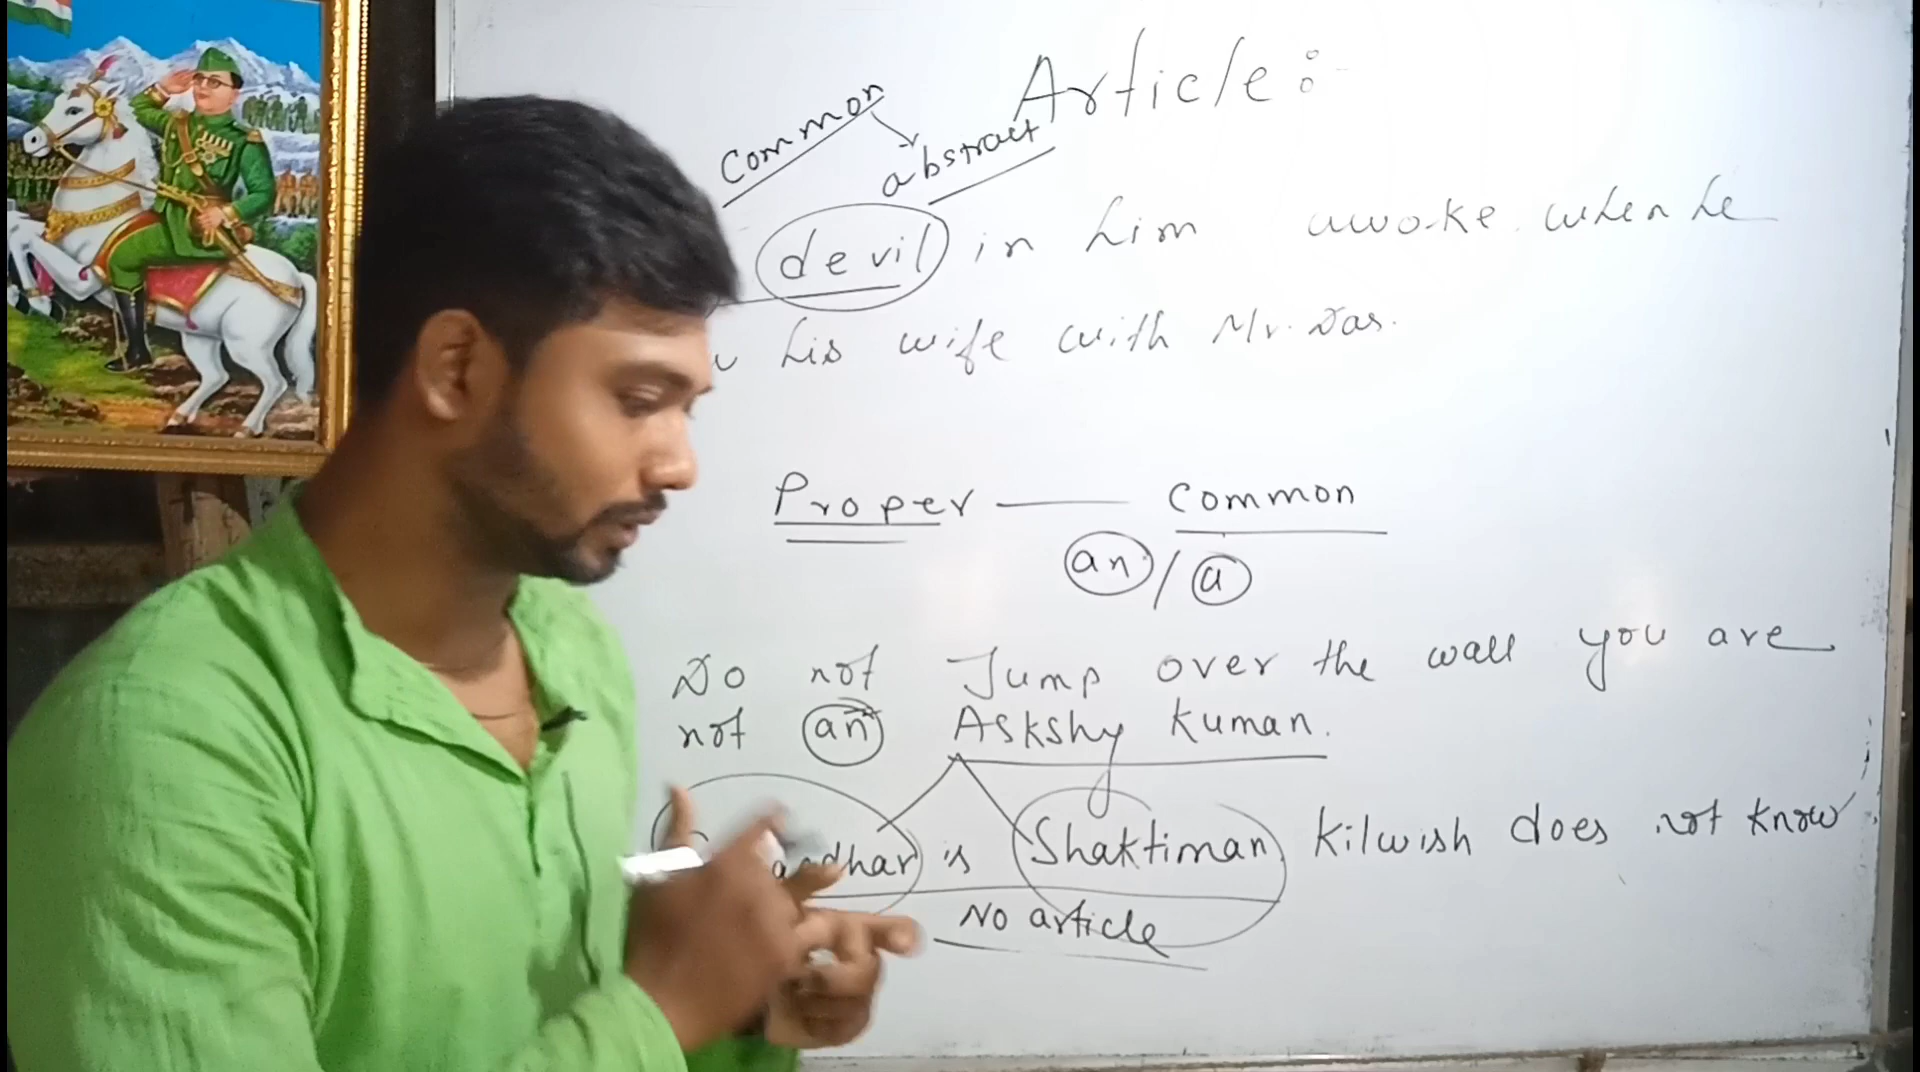 Article :
Common
abstract
devil in him awoke when he
his wife with Mr. Das.
Proper — Common
an / a
Do not Jump over the wall you are
not an Askshy Kuman.
is Shaktiman Kilwish does not know
No article